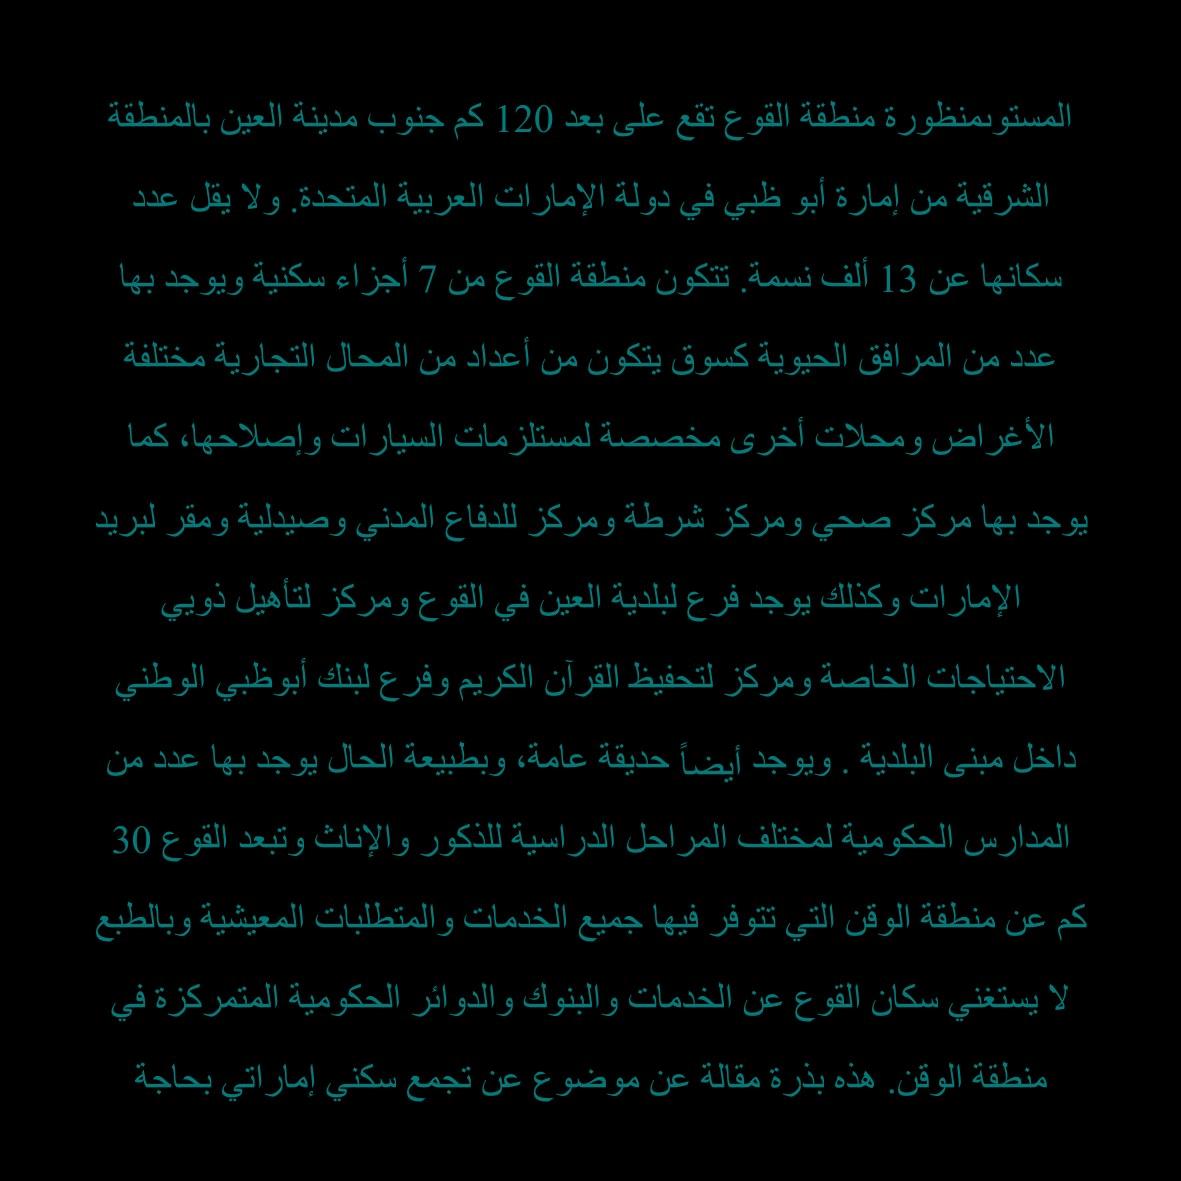 المستوىمنظورة منطقة القوع تقع على بعد 120 كم جنوب مدينة العين بالمنطقة
الشرقية من إمارة أبو ظبي في دولة الإمارات العربية المتحدة. ولا يقل عدد
سكانها عن 13 ألف نسمة. تتكون منطقة القوع من 7 أجزاء سكنية ويوجد بها
عدد من المرافق الحيوية كسوق يتكون من أعداد من المحال التجارية مختلفة
الأغراض ومحلات أخرى مخصصة لمستلزمات السيارات وإصلاحها، كما
يوجد بها مركز صحي ومركز شرطة ومركز للدفاع المدني وصيدلية ومقر لبريد
الإمارات وكذلك يوجد فرع لبلدية العين في القوع ومركز لتأهيل ذويي
الاحتياجات الخاصة ومركز لتحفيظ القرآن الكريم وفرع لبنك أبوظبي الوطني
داخل مبنى البلدية . ويوجد أيضاً حديقة عامة، وبطبيعة الحال يوجد بها عدد من
المدارس الحكومية لمختلف المراحل الدراسية للذكور والإناث وتبعد القوع 30
كم عن منطقة الوقن التي تتوفر فيها جميع الخدمات والمتطلبات المعيشية وبالطبع
لا يستغني سكان القوع عن الخدمات والبنوك والدوائر الحكومية المتمركزة في
منطقة الوقن. هذه بذرة مقالة عن موضوع عن تجمع سكني إماراتي بحاجة